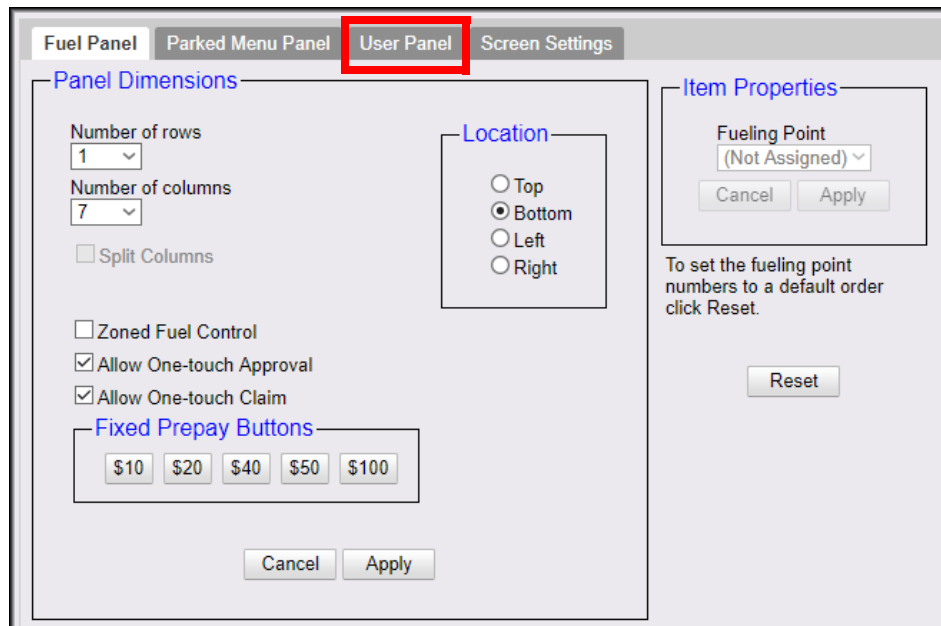 Fuel Panel Parked Menu Panel User Panel Screen Settings
Panel Dimensions
Number of rows
1
Number of columns
7
Split Columns
Location
Top
Bottom
Left
Right
Zoned Fuel Control
Allow One-touch Approval
Allow One-touch Claim
Fixed Prepay Buttons
$10 $20 $40 $50 $100
Cancel Apply
Item Properties
Fueling Point
(Not Assigned)
Cancel Apply
To set the fueling point
numbers to a default order
click Reset.
Reset